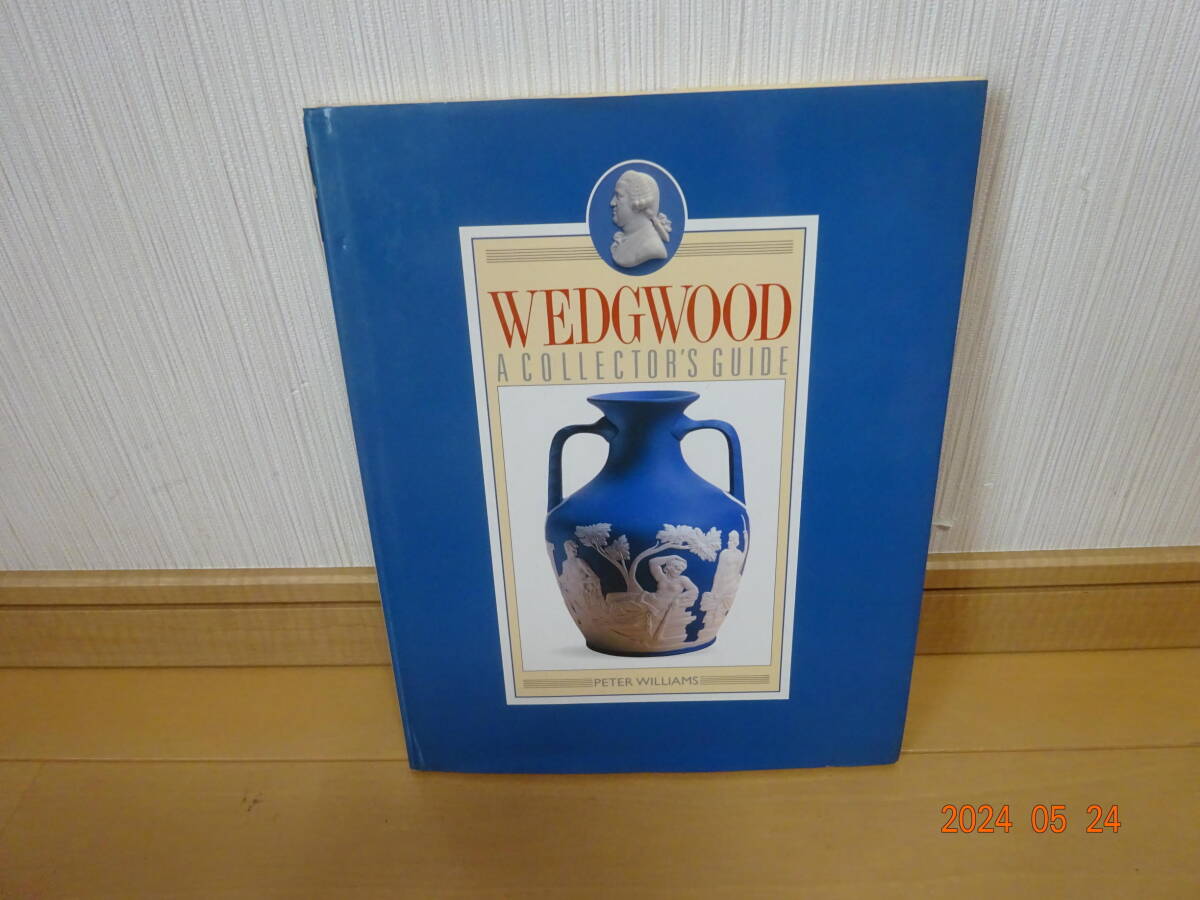 WEDGWOOD
A COLLECTOR'S GUIDE
PETER WILLIAMS
2024 05 24